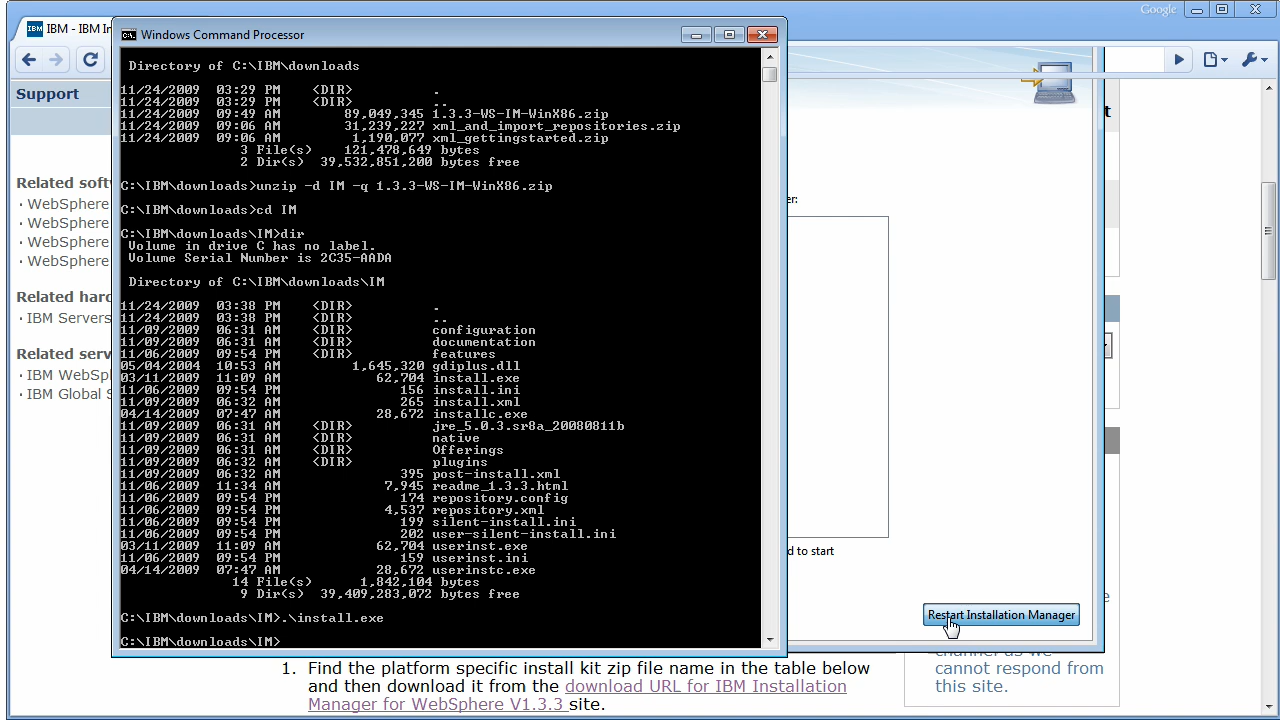 Google
IBM IBM - IBM In
Windows Command Processor
C:\
Support
Directory of C:\IBM\downloads
11/24/2009  03:29 PM    <DIR>          .
11/24/2009  03:29 PM    <DIR>          ..
11/24/2009  09:49 AM        89,049,345 1.3.3-WS-IM-WinX86.zip
11/24/2009  09:06 AM        31,239,227 xml_and_import_repositories.zip
11/24/2009  09:06 AM         1,190,077 xml_gettingstarted.zip
3 File(s)    121,478,649 bytes
2 Dir(s)  39,532,851,200 bytes free
C:\IBM\downloads>unzip -d IM -q 1.3.3-WS-IM-WinX86.zip
C:\IBM\downloads>cd IM
C:\IBM\downloads\IM>dir
Volume in drive C has no label.
Volume Serial Number is 2C35-AADA
Directory of C:\IBM\downloads\IM
11/24/2009  03:38 PM    <DIR>          .
11/24/2009  03:38 PM    <DIR>          ..
11/09/2009  06:31 AM    <DIR>          configuration
11/09/2009  06:31 AM    <DIR>          documentation
11/06/2009  09:54 PM    <DIR>          features
05/04/2004  10:53 AM         1,645,320 gdiplus.dll
03/11/2009  11:09 AM            62,704 install.exe
11/06/2009  09:54 PM               156 install.ini
11/06/2009  09:54 PM               265 install.xml
04/14/2009  07:47 AM            28,672 installc.exe
11/09/2009  06:31 AM    <DIR>          jre_5.0.3.sr8a_20080811b
11/09/2009  06:31 AM    <DIR>          native
11/09/2009  06:31 AM    <DIR>          Offerings
11/09/2009  06:32 AM    <DIR>          plugins
11/09/2009  06:32 AM               395 post-install.xml
11/06/2009  11:34 AM             7,945 readme_1.3.3.html
11/06/2009  09:54 PM               174 repository.config
11/06/2009  09:54 PM             4,537 repository.xml
11/06/2009  09:54 PM               199 silent-install.ini
11/06/2009  09:54 PM               202 user-silent-install.ini
03/11/2009  11:09 AM            62,704 userinst.exe
11/06/2009  09:54 PM               159 userinst.ini
04/14/2009  07:47 AM            28,672 userinstc.exe
14 File(s)      1,842,104 bytes
9 Dir(s)  39,409,283,072 bytes free
C:\IBM\downloads\IM>.\install.exe
C:\IBM\downloads\IM>
Related soft
· WebSphere
· WebSphere
· WebSphere
· WebSphere
Related hard
· IBM Servers
Related serv
· IBM WebSp
· IBM Global S
er:
t
d to start
Restart Installation Manager
e
channel as we
cannot respond from
this site.
1. Find the platform specific install kit zip file name in the table below
and then download it from the download URL for IBM Installation
Manager for WebSphere V1.3.3 site.